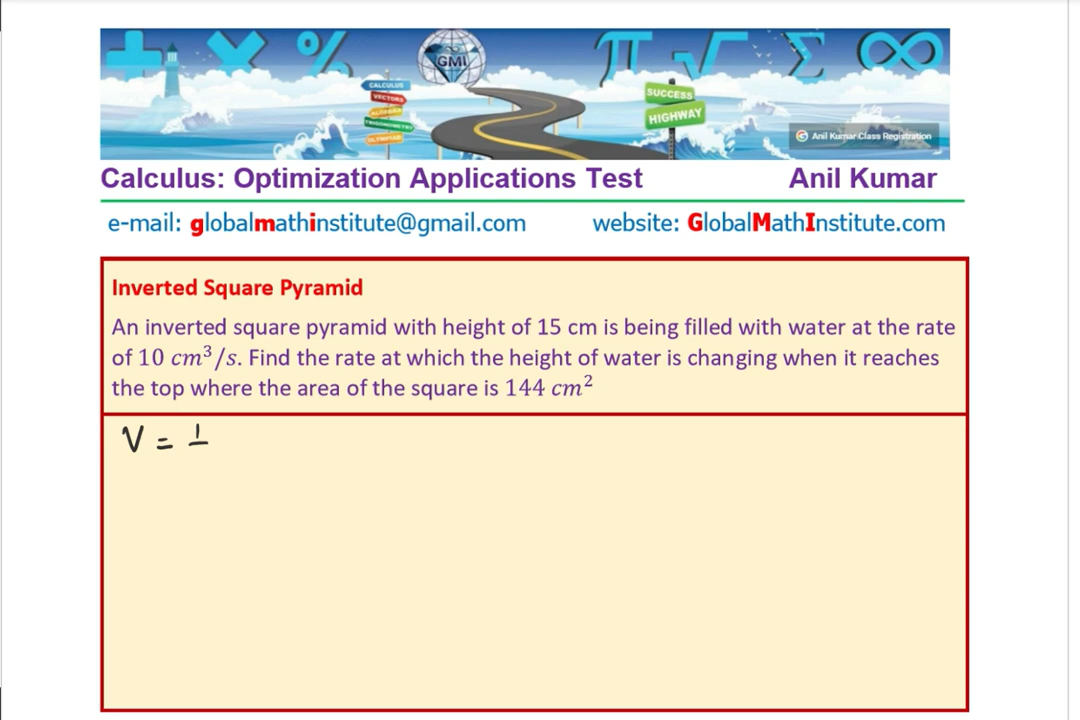 GMI
CALCULUS
VECTORS
ALGEBRA
TRIGONOMETRY
OLYMPIAD
SUCCESS
HIGHWAY
Anil Kumar Class Registration
Calculus: Optimization Applications Test Anil Kumar
e-mail: globalmathinstitute@gmail.com website: GlobalMathInstitute.com
Inverted Square Pyramid
An inverted square pyramid with height of 15 cm is being filled with water at the rate
of 10 cm³/s. Find the rate at which the height of water is changing when it reaches
the top where the area of the square is 144 cm²
V = 1